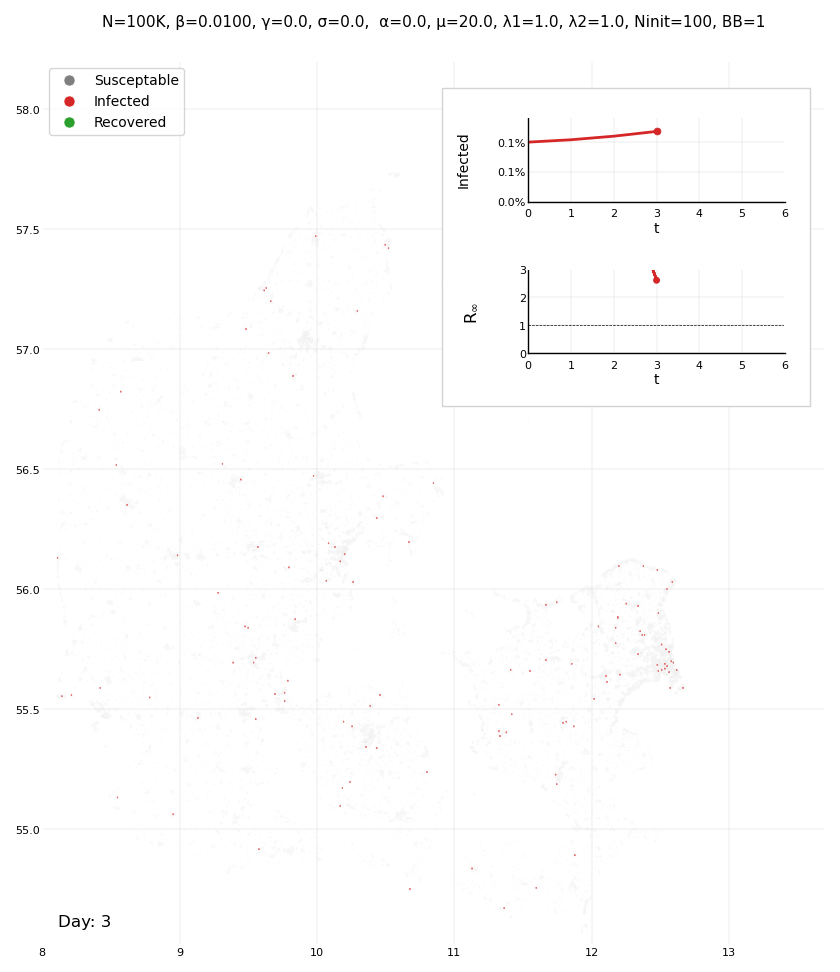 N=100K, β=0.0100, γ=0.0, σ=0.0,  α=0.0, μ=20.0, λ1=1.0, λ2=1.0, Ninit=100, BB=1
Susceptable
Infected
Recovered
58.0
57.5
57.0
56.5
56.0
55.5
55.0
8
9
10
11
12
13
Infected
0.1%
0.1%
0.0%
0 1 2 3 4 5 6
t
R∞
3
2
1
0
0 1 2 3 4 5 6
t
Day: 3